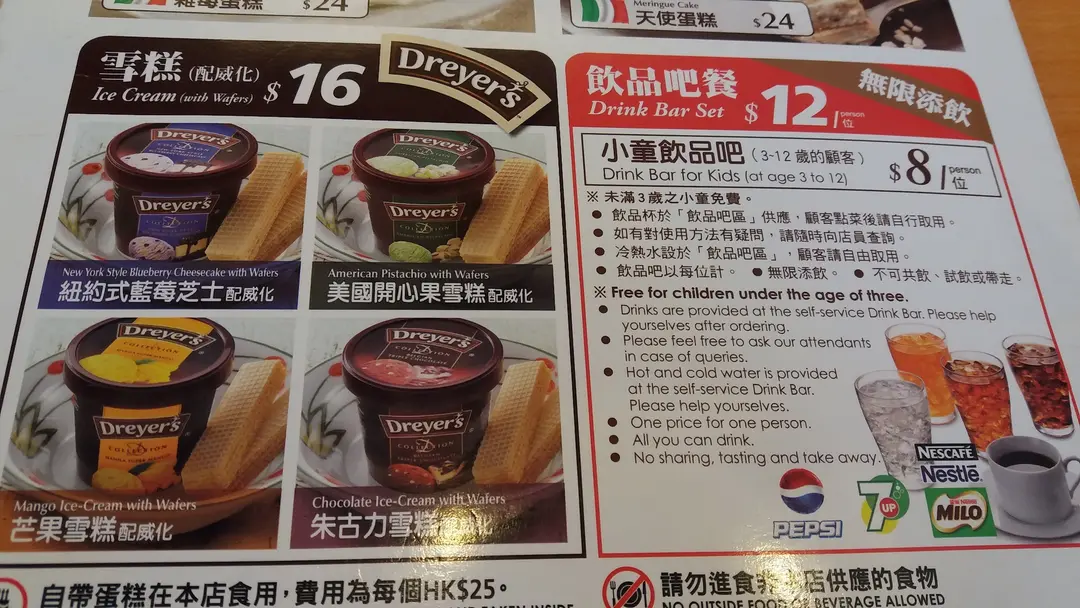 $24
Meringue Cake
天使蛋糕 $24
雪糕 (配威化) $16
Ice Cream (with Wafers)
Dreyer's
Dreyer's
Dreyer's
New York Style Blueberry Cheesecake with Wafers
紐約式藍莓芝士 配威化
Dreyer's
Dreyer's
American Pistachio with Wafers
美國開心果雪糕 配威化
Dreyer's
COLLECTION
Dreyer's
COLLECTION
Mango Ice-Cream with Wafers
芒果雪糕 配威化
Dreyer's
Dreyer's
COLLECTION
Chocolate Ice-Cream with Wafers
朱古力雪糕
飲品吧餐 $12/person 位
Drink Bar Set
無限添飲
小童飲品吧 (3-12 歲的顧客) $8/person 位
Drink Bar for Kids (at age 3 to 12)
※ 未滿3歲之小童免費。
● 飲品杯於「飲品吧區」供應,顧客點菜後請自行取用。
● 如有對使用方法有疑問,請隨時向店員查詢。
● 冷熱水設於「飲品吧區」,顧客請自由取用。
● 飲品吧以每位計。 ●無限添飲。 ● 不可共飲、試飲或帶走。
※ Free for children under the age of three.
● Drinks are provided at the self-service Drink Bar. Please help
yourselves after ordering.
● Please feel free to ask our attendants
in case of queries.
● Hot and cold water is provided
at the self-service Drink Bar.
Please help yourselves.
● One price for one person.
● All you can drink.
● No sharing, tasting and take away.
NESCAFÉ
Nestlé
PEPSI
7UP
MILO
自帶蛋糕在本店食用,費用為每個HK$25。
請勿進食非 店供應的食物
NO OUTSIDE FOOD OR BEVERAGE ALLOWED